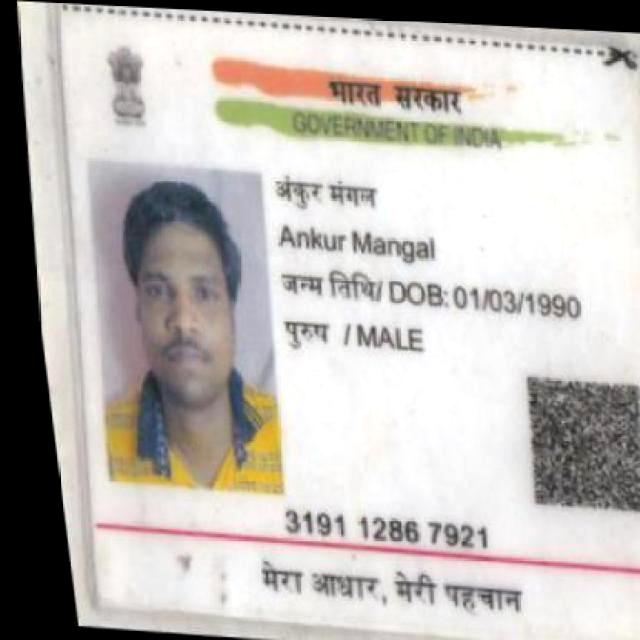 भारत सरकार
GOVERNMENT OF INDIA
अंकुर मंगल
Ankur Mangal
जन्म तिथि/ DOB: 01/03/1990
पुरुष / MALE
3191 1286 7921
मेरा आधार, मेरी पहचान